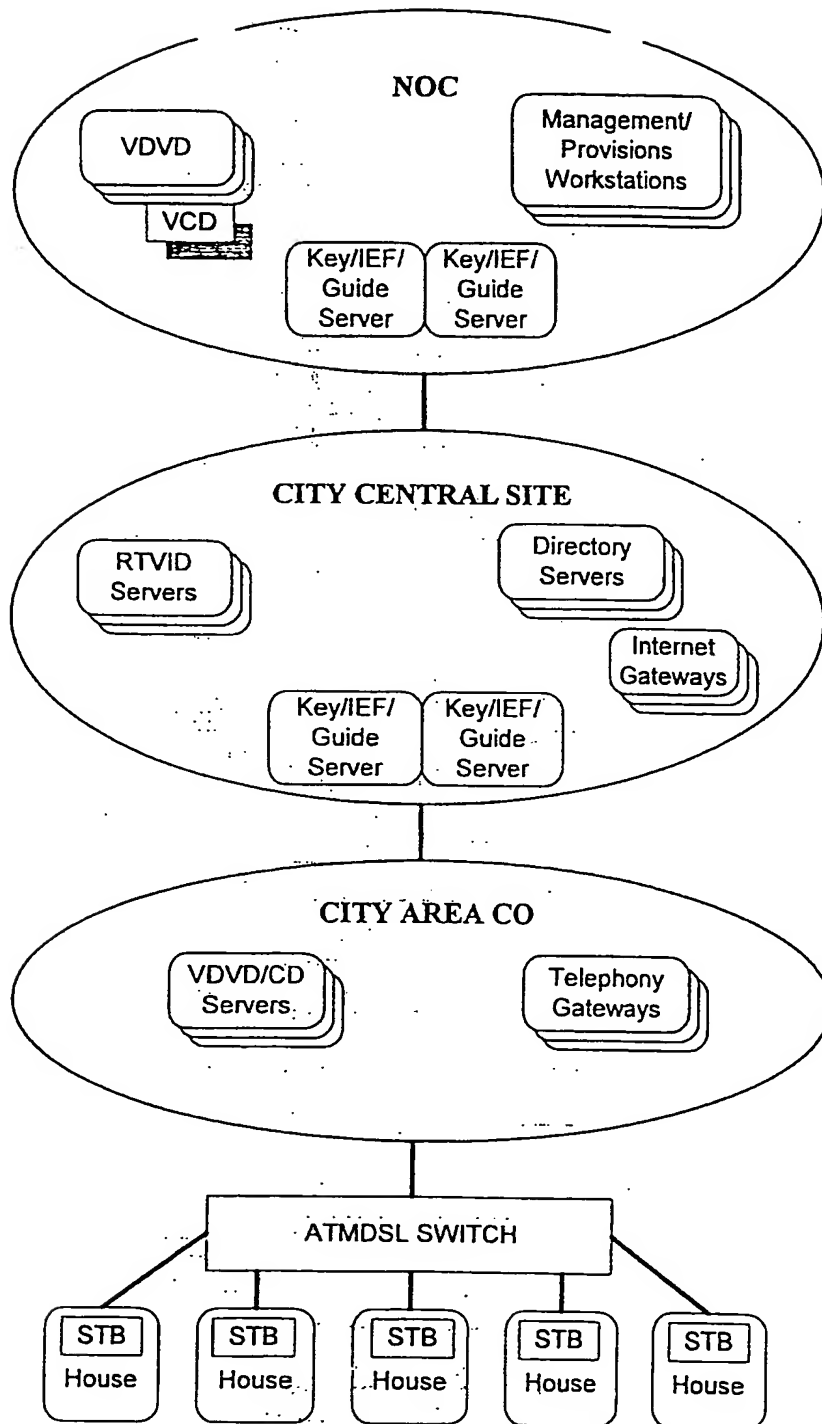 NOC
VDVD
VCD
Management/
Provisions
Workstations
Key/IEF/
Guide
Server
Key/IEF/
Guide
Server
CITY CENTRAL SITE
RTVID
Servers
Directory
Servers
Internet
Gateways
Key/IEF/
Guide
Server
Key/IEF/
Guide
Server
CITY AREA CO
VDVD/CD
Servers
Telephony
Gateways
ATMDSL SWITCH
STB
House
STB
House
STB
House
STB
House
STB
House